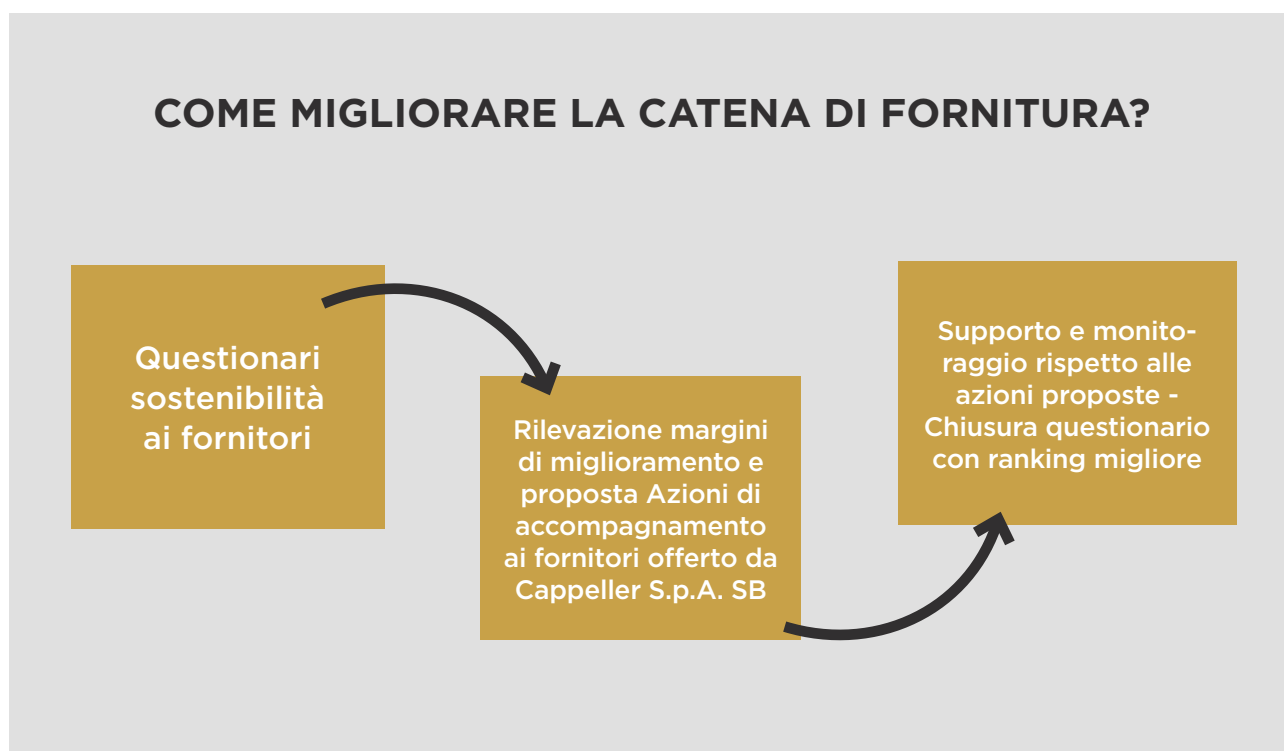 COME MIGLIORARE LA CATENA DI FORNITURA?
Questionari
sostenibilità
ai fornitori
Rilevazione margini
di miglioramento e
proposta Azioni di
accompagnamento
ai fornitori offerto da
Cappeller S.p.A. SB
Supporto e monito-
raggio rispetto alle
azioni proposte -
Chiusura questionario
con ranking migliore